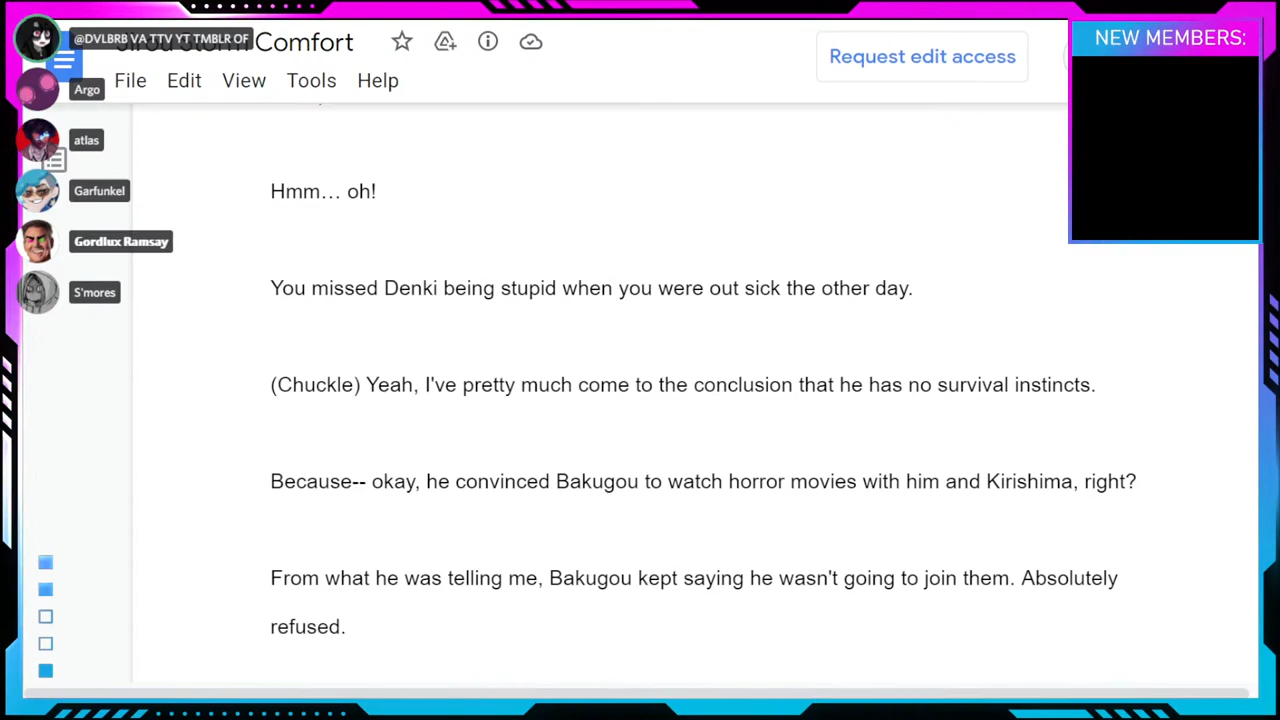 @DVLBRB VA TTV YT TMBLR OF
Comfort
NEW MEMBERS:
Request edit access
File Edit View Tools Help
Argo
atlas
Garfunkel
Gordlux Ramsay
S'mores
Hmm… oh!
You missed Denki being stupid when you were out sick the other day.
(Chuckle) Yeah, I've pretty much come to the conclusion that he has no survival instincts.
Because-- okay, he convinced Bakugou to watch horror movies with him and Kirishima, right?
From what he was telling me, Bakugou kept saying he wasn't going to join them. Absolutely
refused.